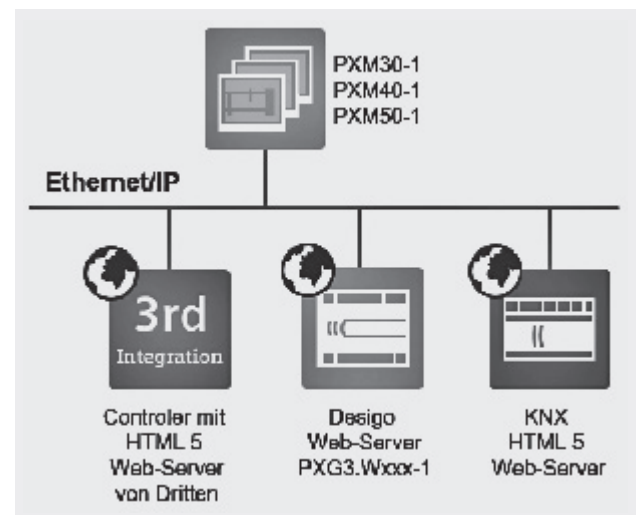 PXM30-1
PXM40-1
PXM50-1
Ethernet/IP
3rd
Integration
Controler mit
HTML 5
Web-Server
von Dritten
Desigo
Web-Server
PXG3.Wxxx-1
KNX
HTML 5
Web-Server